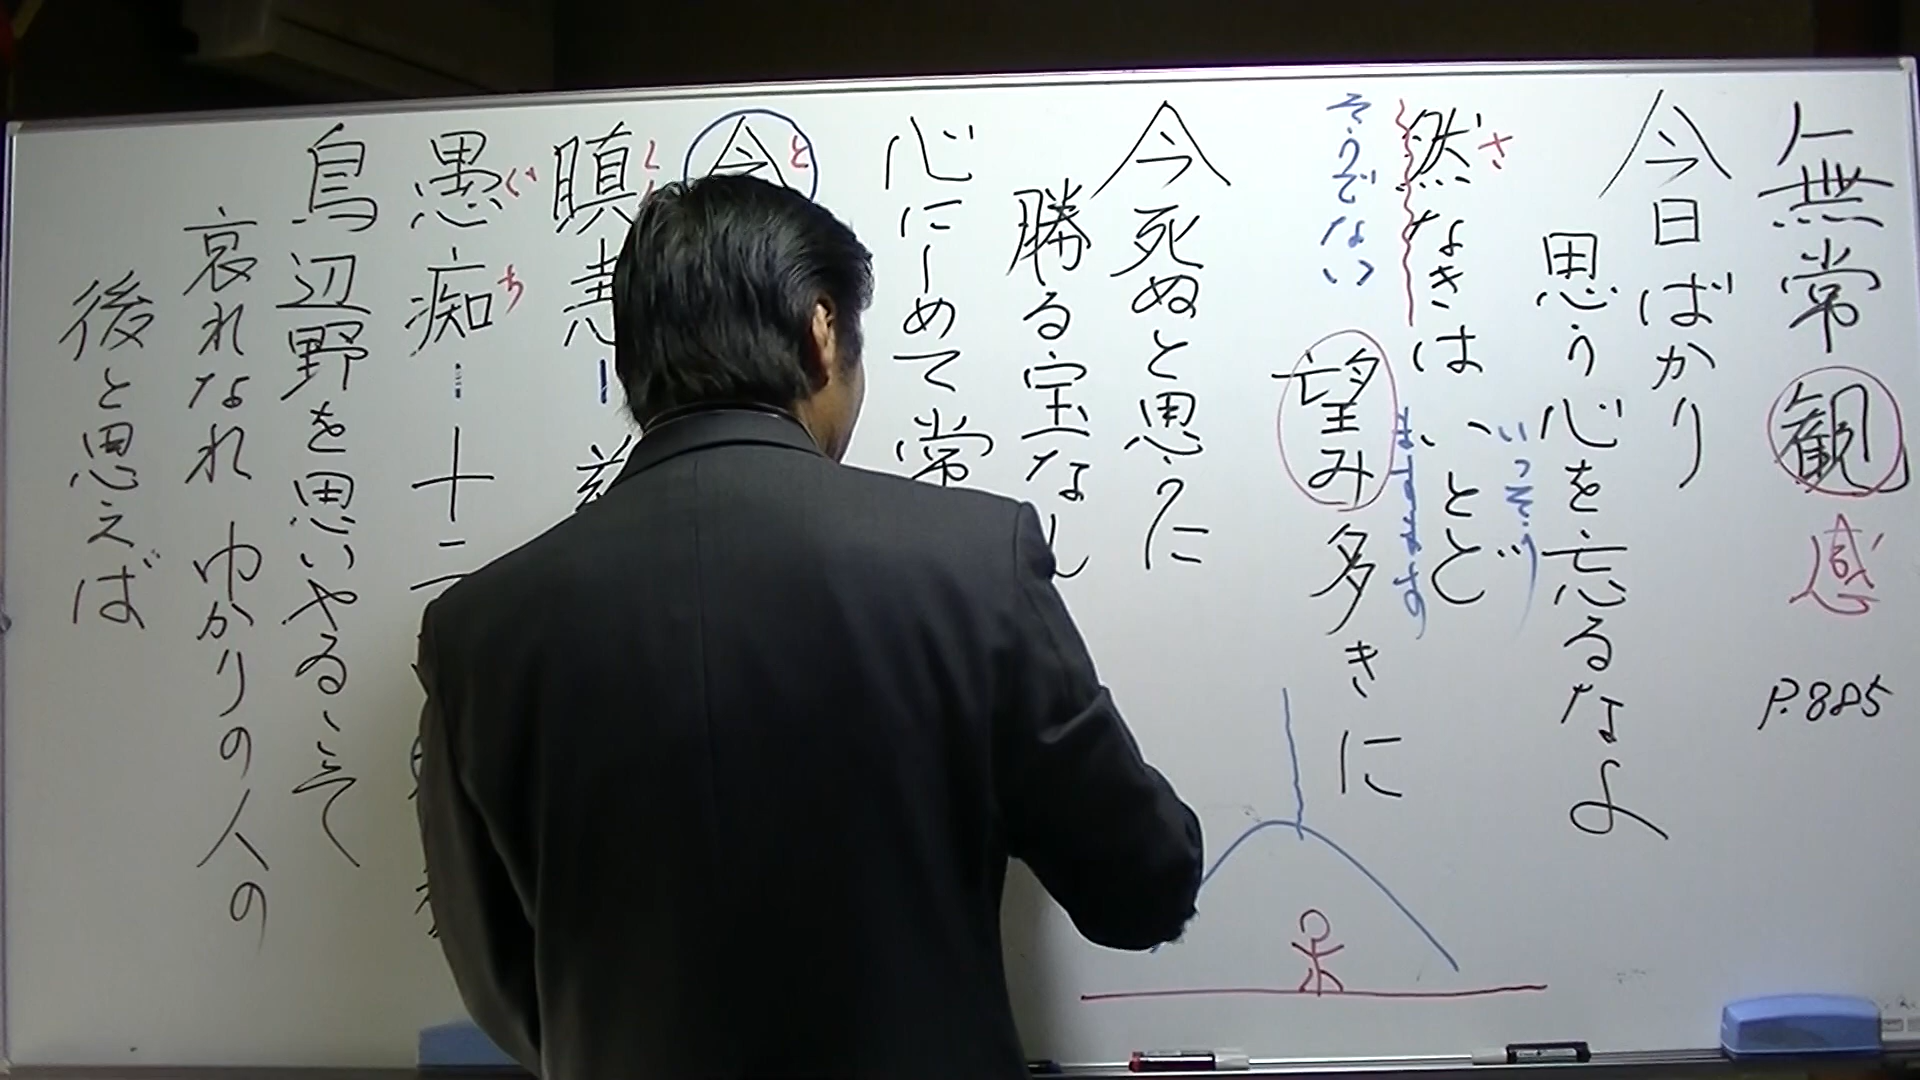 無常観 感 P.885
今日ばかり
思う心を忘るなよ
さ
然なきは いとど
そうでない
いっそう
ますます
望み多きに
今死ぬと思うに
勝る宝なし
心にしめて常
と
今
瞋恚
ぐち
愚痴 … 十二
鳥辺野を思いやるこそ
哀れなれ ゆかりの人の
後と思えば